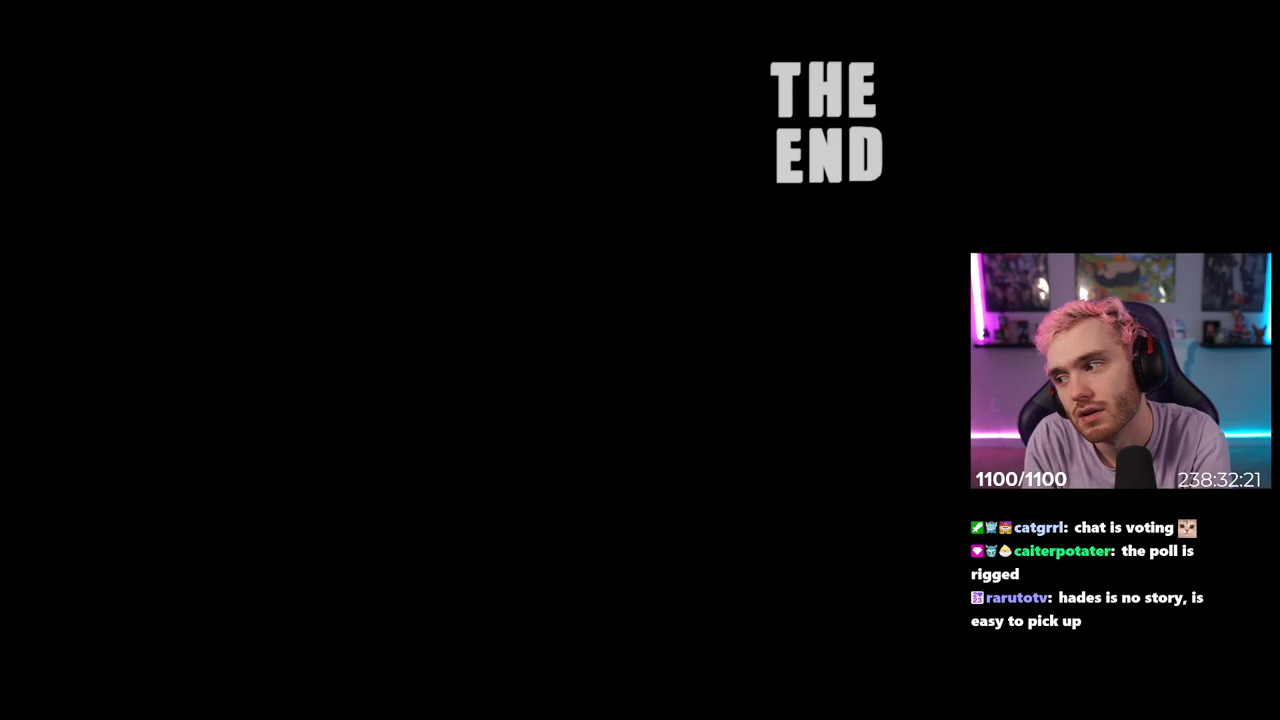 THE
END
1100/1100
238:32:21
catgrrl: chat is voting
caiterpotater: the poll is
rigged
rarutotv: hades is no story, is
easy to pick up